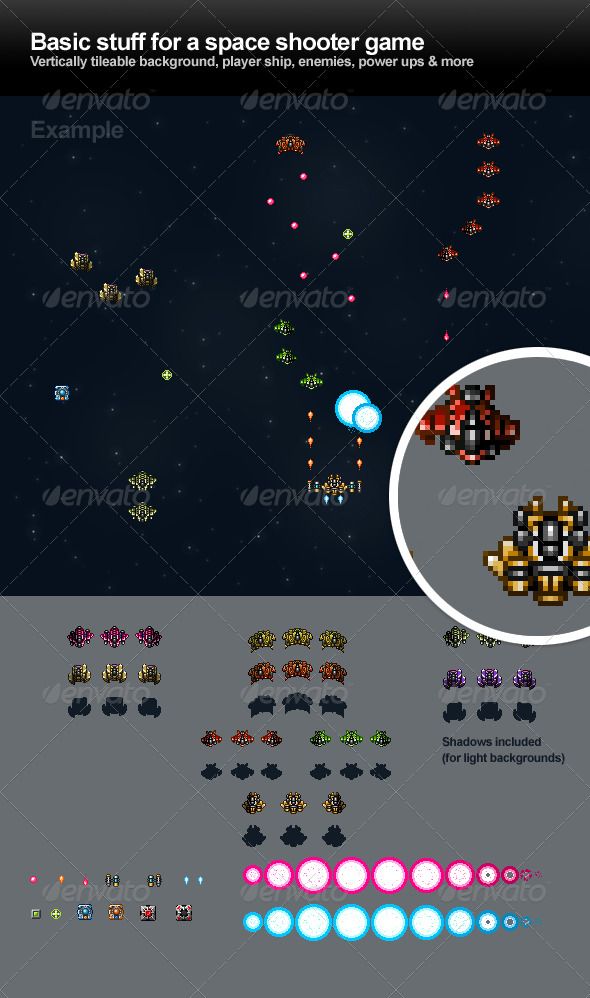 Basic stuff for a space shooter game
Vertically tileable background, player ship, enemies, power ups & more
envato envato envato
Example
envato envato envato
envato envato envato
envato envato envato
Shadows included
(for light backgrounds)
envato envato envato